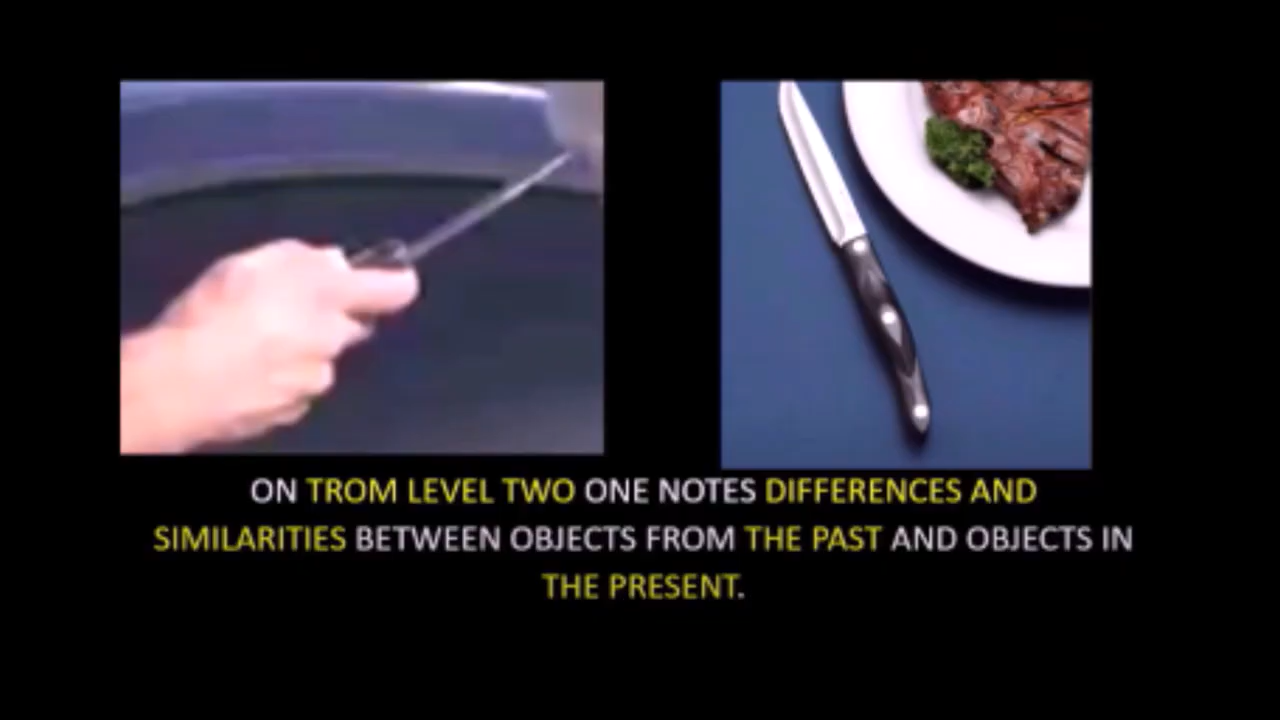 ON TROM LEVEL TWO ONE NOTES DIFFERENCES AND
SIMILARITIES BETWEEN OBJECTS FROM THE PAST AND OBJECTS IN
THE PRESENT.